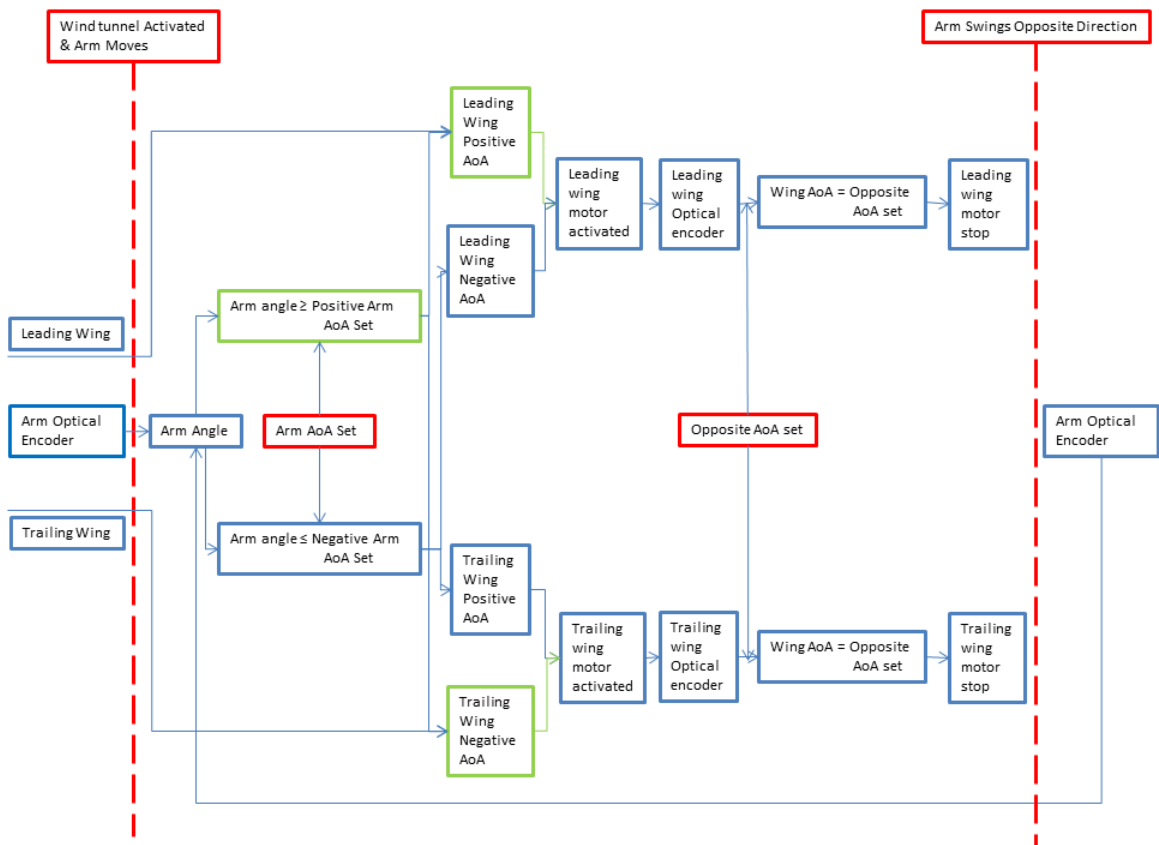 Wind tunnel Activated
& Arm Moves
Arm Swings Opposite Direction
Leading
Wing
Positive
AoA
Leading
wing
motor
activated
Leading
wing
Optical
encoder
Wing AoA = Opposite
AoA set
Leading
wing
motor
stop
Leading
Wing
Negative
AoA
Arm angle ≥ Positive Arm
AoA Set
Leading Wing
Arm Optical
Encoder
Arm Angle
Arm AoA Set
Opposite AoA set
Arm Optical
Encoder
Trailing Wing
Arm angle ≤ Negative Arm
AoA Set
Trailing
Wing
Positive
AoA
Trailing
wing
motor
activated
Trailing
wing
Optical
encoder
Wing AoA = Opposite
AoA set
Trailing
wing
motor
stop
Trailing
Wing
Negative
AoA